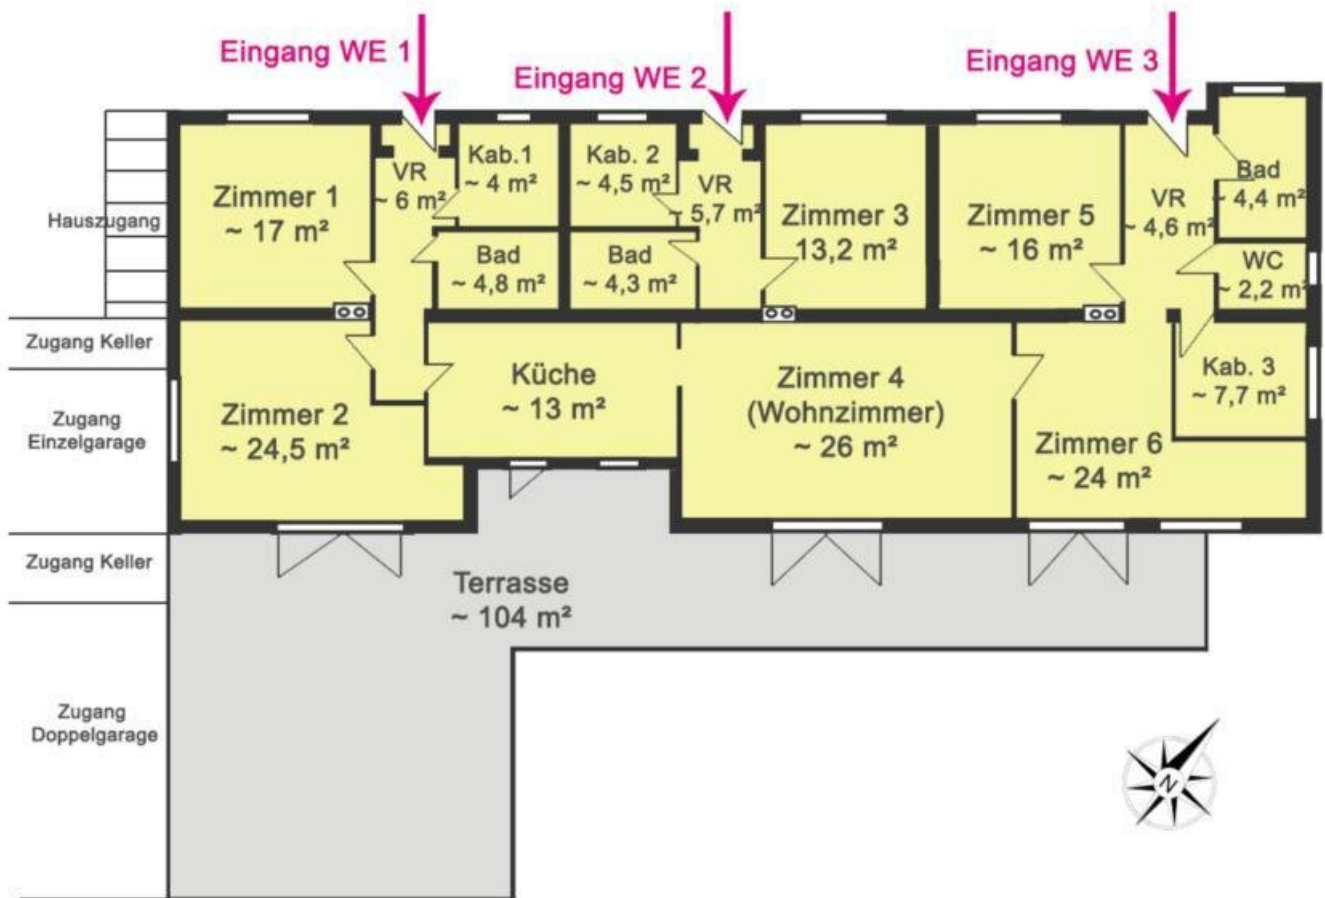 Eingang WE 1
Eingang WE 2
Eingang WE 3
Hauszugang
Zugang Keller
Zugang
Einzelgarage
Zugang Keller
Zugang
Doppelgarage
Zimmer 1
~ 17 m²
VR
~ 6 m²
Kab.1
~ 4 m²
Bad
~ 4,8 m²
Kab. 2
~ 4,5 m²
Bad
~ 4,3 m²
VR
~ 5,7 m²
Zimmer 3
13,2 m²
Zimmer 5
~ 16 m²
VR
~ 4,6 m²
Bad
~ 4,4 m²
WC
~ 2,2 m²
Kab. 3
~ 7,7 m²
Zimmer 2
~ 24,5 m²
Küche
~ 13 m²
Zimmer 4
(Wohnzimmer)
~ 26 m²
Zimmer 6
~ 24 m²
Terrasse
~ 104 m²
N